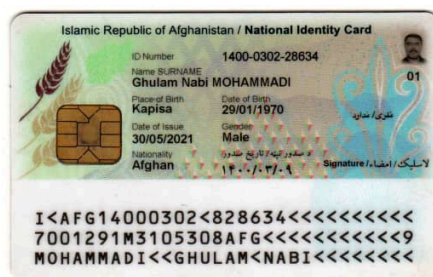 Islamic Republic of Afghanistan / National Identity Card
ID Number 1400-0302-28634
Name SURNAME
Ghulam Nabi MOHAMMADI
01
Place of Birth Date of Birth
Kapisa 29/01/1970
Date of Issue Gender
30/05/2021 Male
Nationality
Afghan ۱۴۰۰/۰۳/۰۹ Signature/امضاء/لاسلیک
I<AFG14000302<828634<<<<<<<<<<
7001291M3105308AFG<<<<<<<<<<<9
MOHAMMADI<<GHULAM<NABI<<<<<<<<